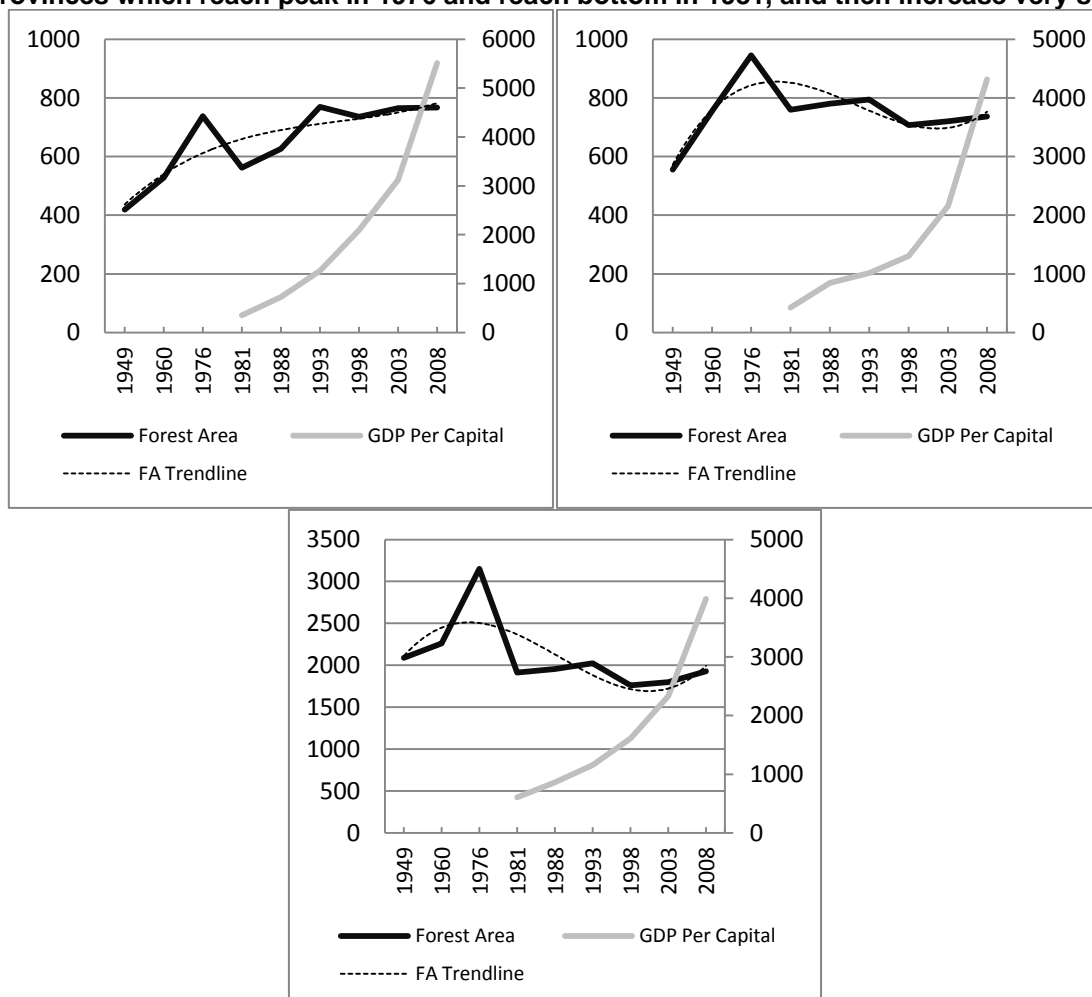 rovinces which reach peak in 1976 and reach bottom in 1981, and then increase very s
1000 6000
800 5000
600 4000
400 3000
200 2000
0 1000
0
1949 1960 1976 1981 1988 1993 1998 2003 2008
Forest Area GDP Per Capital
FA Trendline
1000 5000
800 4000
600 3000
400 2000
200 1000
0 0
1949 1960 1976 1981 1988 1993 1998 2003 2008
Forest Area GDP Per Capital
FA Trendline
3500 5000
3000 4000
2500 3000
2000 2000
1500 1000
1000 0
500
0
1949 1960 1976 1981 1988 1993 1998 2003 2008
Forest Area GDP Per Capital
FA Trendline